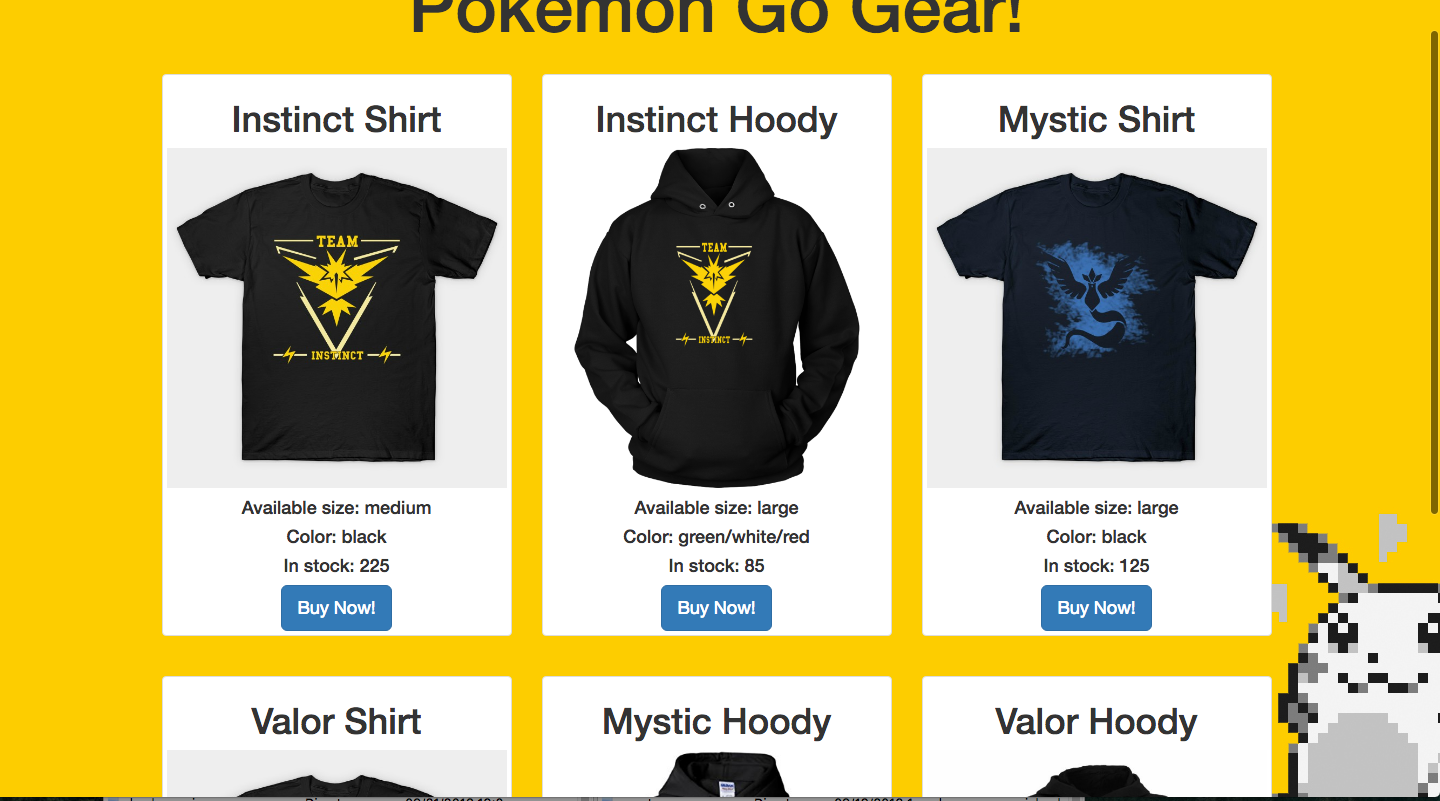 Pokemon Go Gear!
Instinct Shirt
TEAM
INSTINCT
Available size: medium
Color: black
In stock: 225
Buy Now!
Instinct Hoody
TEAM
INSTINCT
Available size: large
Color: green/white/red
In stock: 85
Buy Now!
Mystic Shirt
Available size: large
Color: black
In stock: 125
Buy Now!
Valor Shirt
Mystic Hoody
Valor Hoody